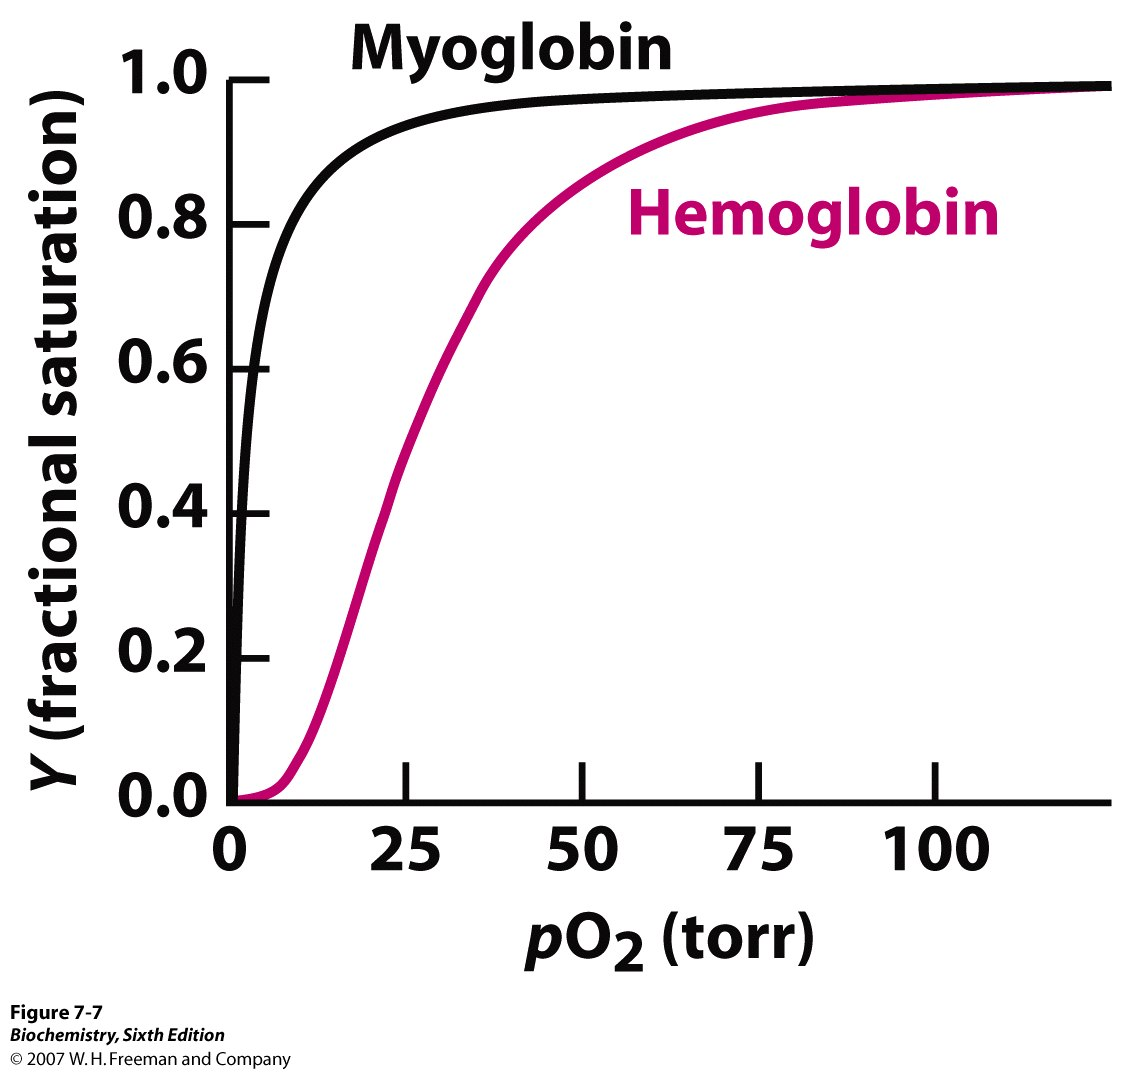 Myoglobin
1.0
Hemoglobin
0.8
0.6
0.4
0.2
0.0
Y (fractional saturation)
0 25 50 75 100
pO₂ (torr)
Figure 7-7
Biochemistry, Sixth Edition
© 2007 W. H. Freeman and Company